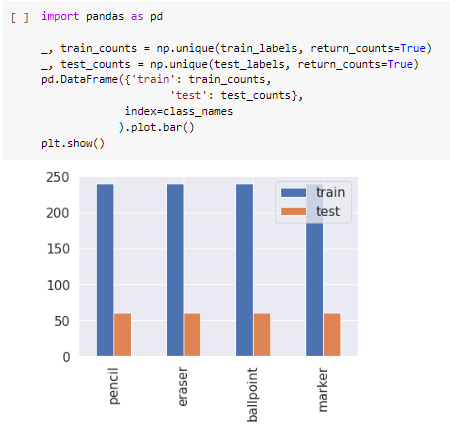 [ ] import pandas as pd
_, train_counts = np.unique(train_labels, return_counts=True)
_, test_counts = np.unique(test_labels, return_counts=True)
pd.DataFrame({'train': train_counts,
'test': test_counts},
index=class_names
).plot.bar()
plt.show()
250
200
150
100
50
0
train
test
pencil
eraser
ballpoint
marker